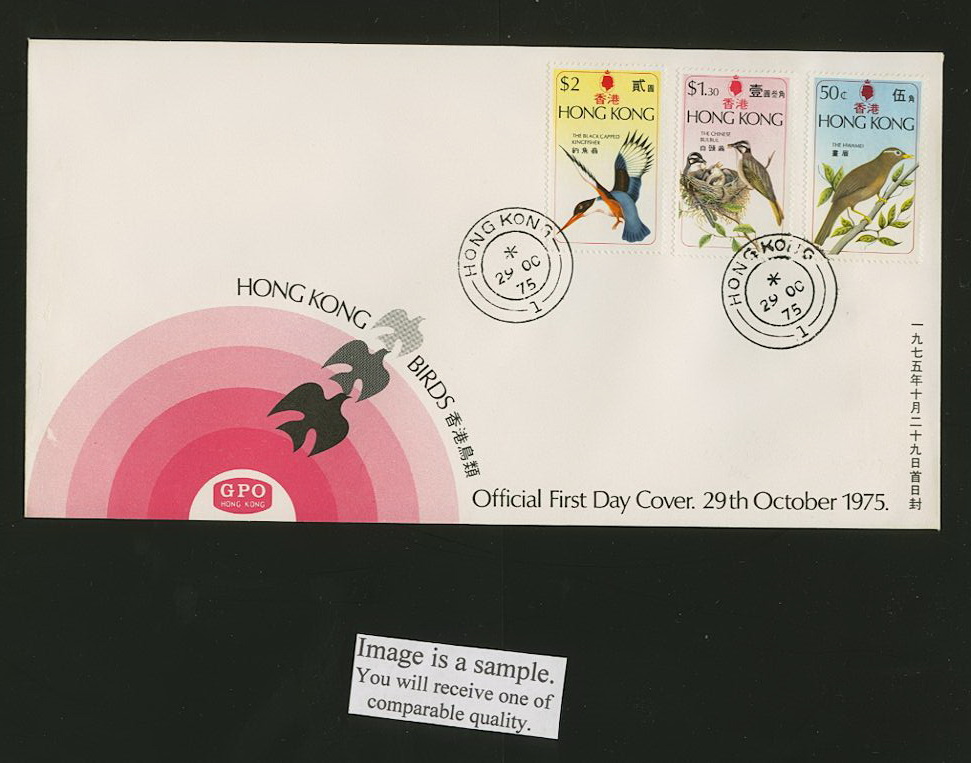 $2 貳圓
香港
HONG KONG
THE BLACK CAPPED
KINGFISHER
釣魚翁
$1.30 壹圓叁角
香港
HONG KONG
THE CHINESE
BULBUL
白頭翁
50¢ 伍角
香港
HONG KONG
THE HWAMEI
畫眉
HONG KONG
*
29 OC
75
1
HONG KONG
*
29 OC
75
1
HONG KONG BIRDS 香港鳥類
GPO
HONG KONG
一九七五年十月二十九日首日封
Official First Day Cover. 29th October 1975.
Image is a sample.
You will receive one of
comparable quality.